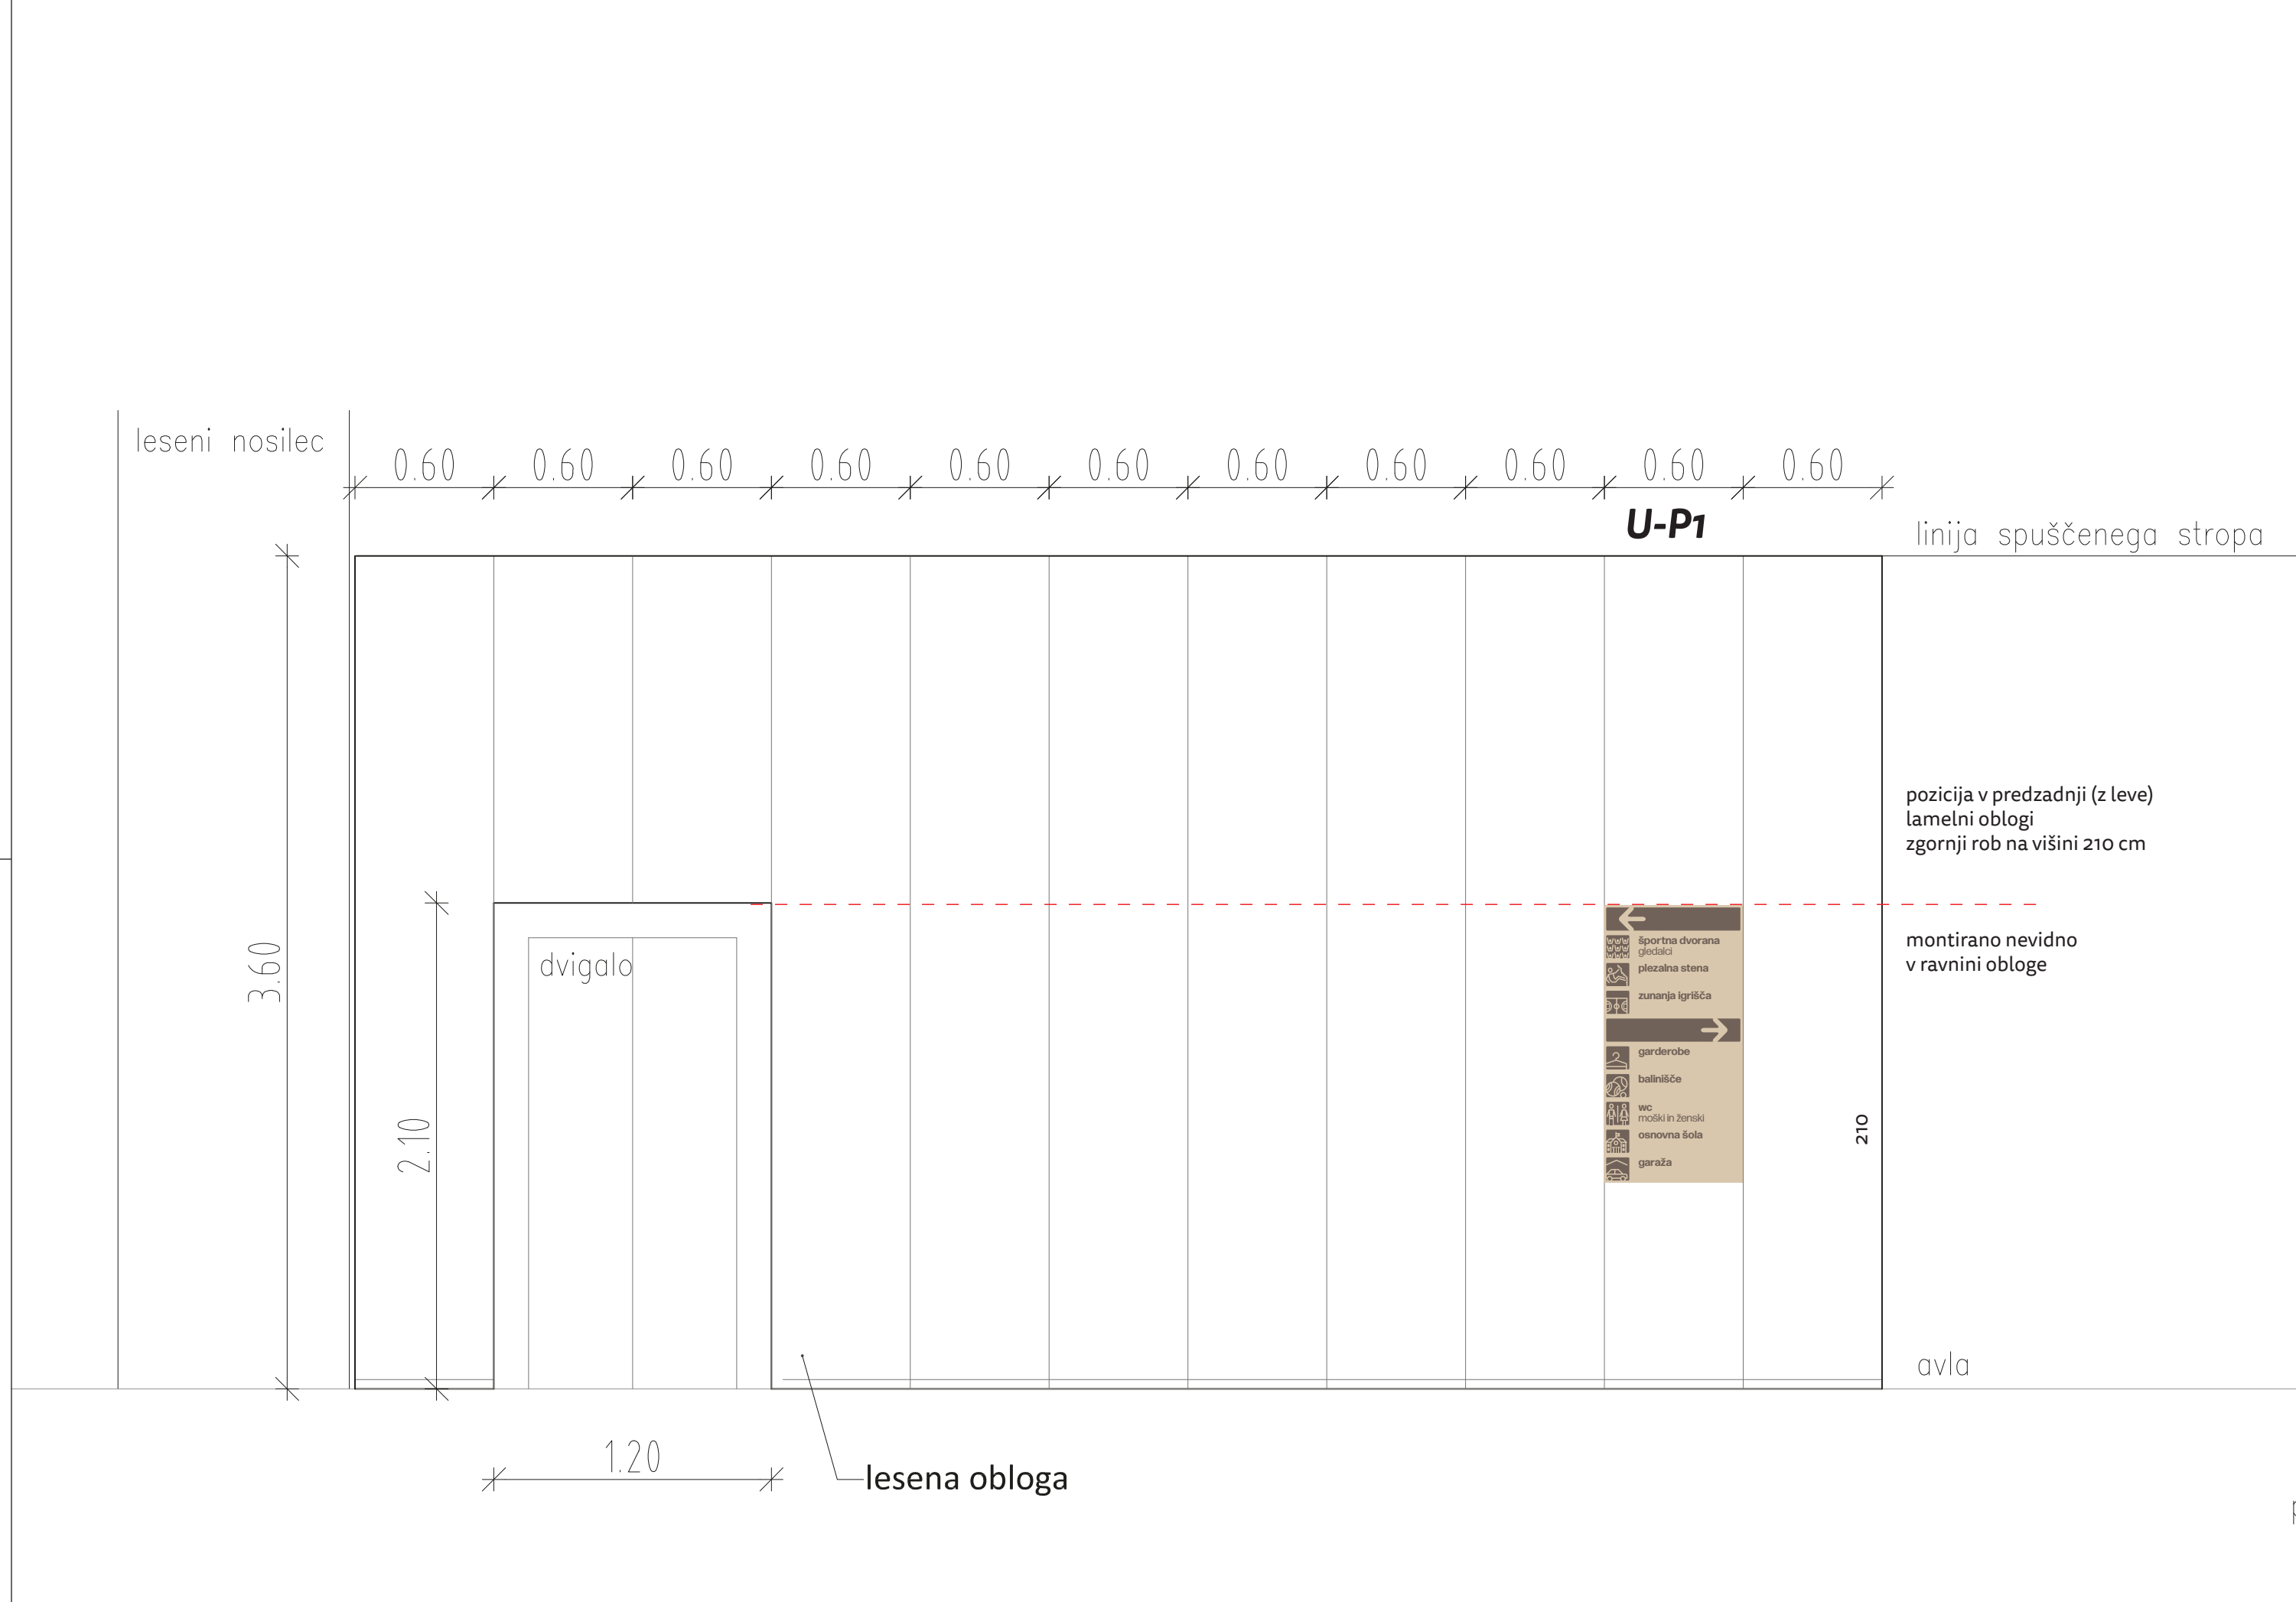 leseni nosilec
0.60 0.60 0.60 0.60 0.60 0.60 0.60 0.60 0.60 0.60 0.60
U-P1
linija spuščenega stropa
pozicija v predzadnji (z leve)
lamelni oblogi
zgornji rob na višini 210 cm
3.60
2.10
dvigalo
športna dvorana
gledalci
plezalna stena
zunanja igrišča
garderobe
balinišče
wc
moški in ženski
osnovna šola
garaža
montirano nevidno
v ravnini obloge
210
avla
1.20
lesena obloga